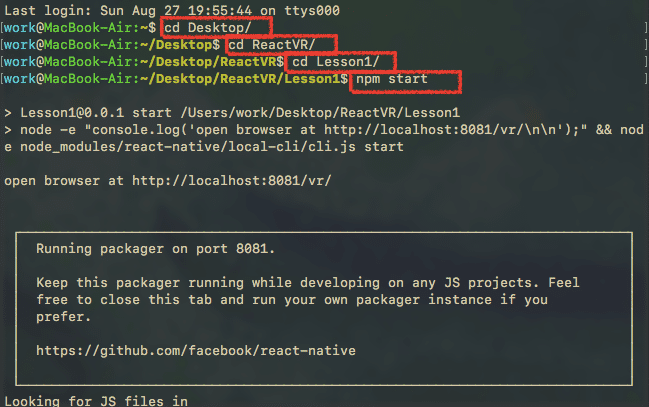 Last login: Sun Aug 27 19:55:44 on ttys000
[work@MacBook-Air:~$ cd Desktop/ ]
[work@MacBook-Air:~/Desktop$ cd ReactVR/ ]
[work@MacBook-Air:~/Desktop/ReactVR$ cd Lesson1/ ]
[work@MacBook-Air:~/Desktop/ReactVR/Lesson1$ npm start ]
> Lesson1@0.0.1 start /Users/work/Desktop/ReactVR/Lesson1
> node -e "console.log('open browser at http://localhost:8081/vr/\n\n');" && nod
e node_modules/react-native/local-cli/cli.js start
open browser at http://localhost:8081/vr/
Running packager on port 8081.
Keep this packager running while developing on any JS projects. Feel
free to close this tab and run your own packager instance if you
prefer.
https://github.com/facebook/react-native
Looking for JS files in